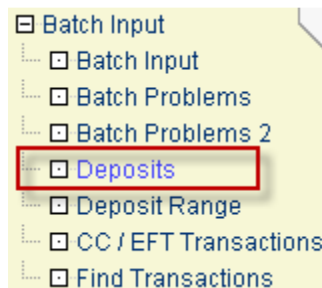 Batch Input
Batch Input
Batch Problems
Batch Problems 2
Deposits
Deposit Range
CC / EFT Transactions
Find Transactions